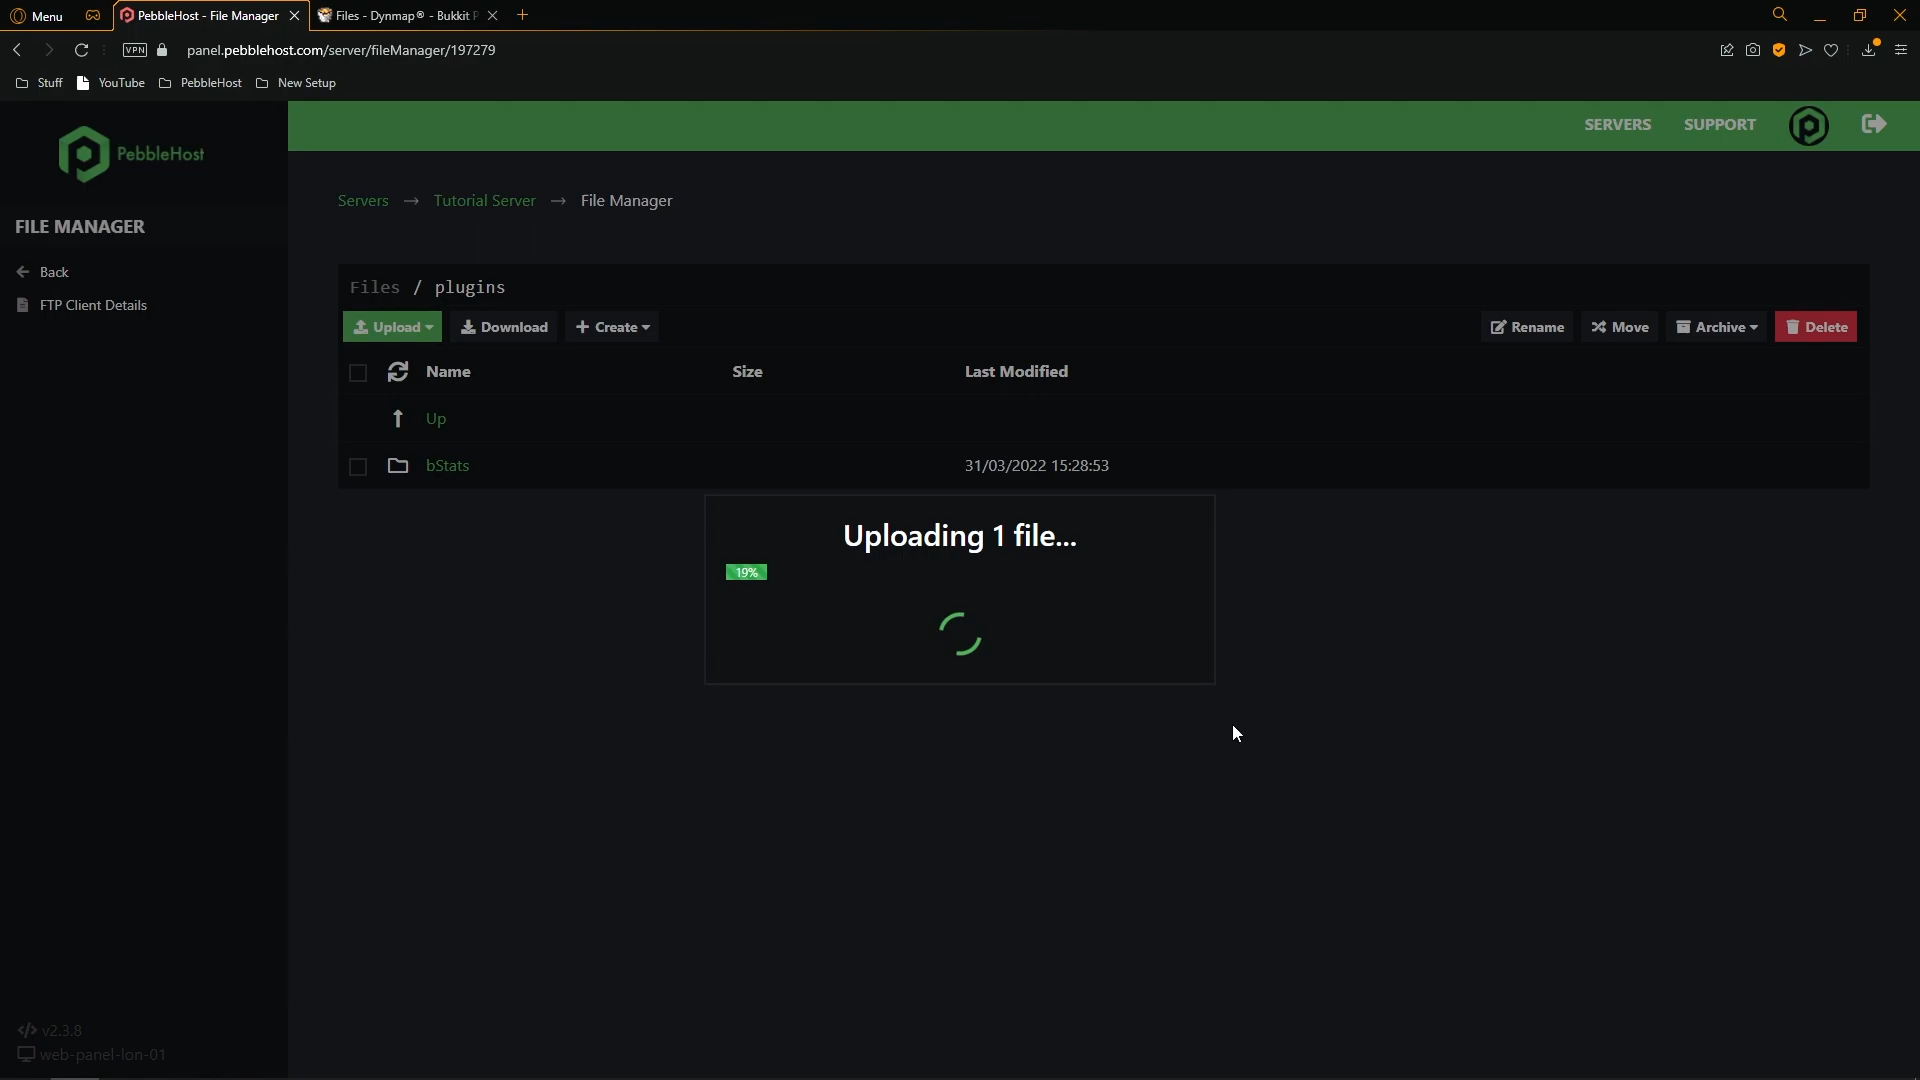 Menu
PebbleHost - File Manager
Files - Dynmap® - Bukkit P
VPN
panel.pebblehost.com/server/fileManager/197279
Stuff
YouTube
PebbleHost
New Setup
PebbleHost
SERVERS
SUPPORT
FILE MANAGER
Back
FTP Client Details
Servers → Tutorial Server → File Manager
Files / plugins
Upload
Download
+ Create
Rename
Move
Archive
Delete
Name
Size
Last Modified
Up
bStats
31/03/2022 15:28:53
Uploading 1 file...
19%
</> v2.3.8
web-panel-lon-01